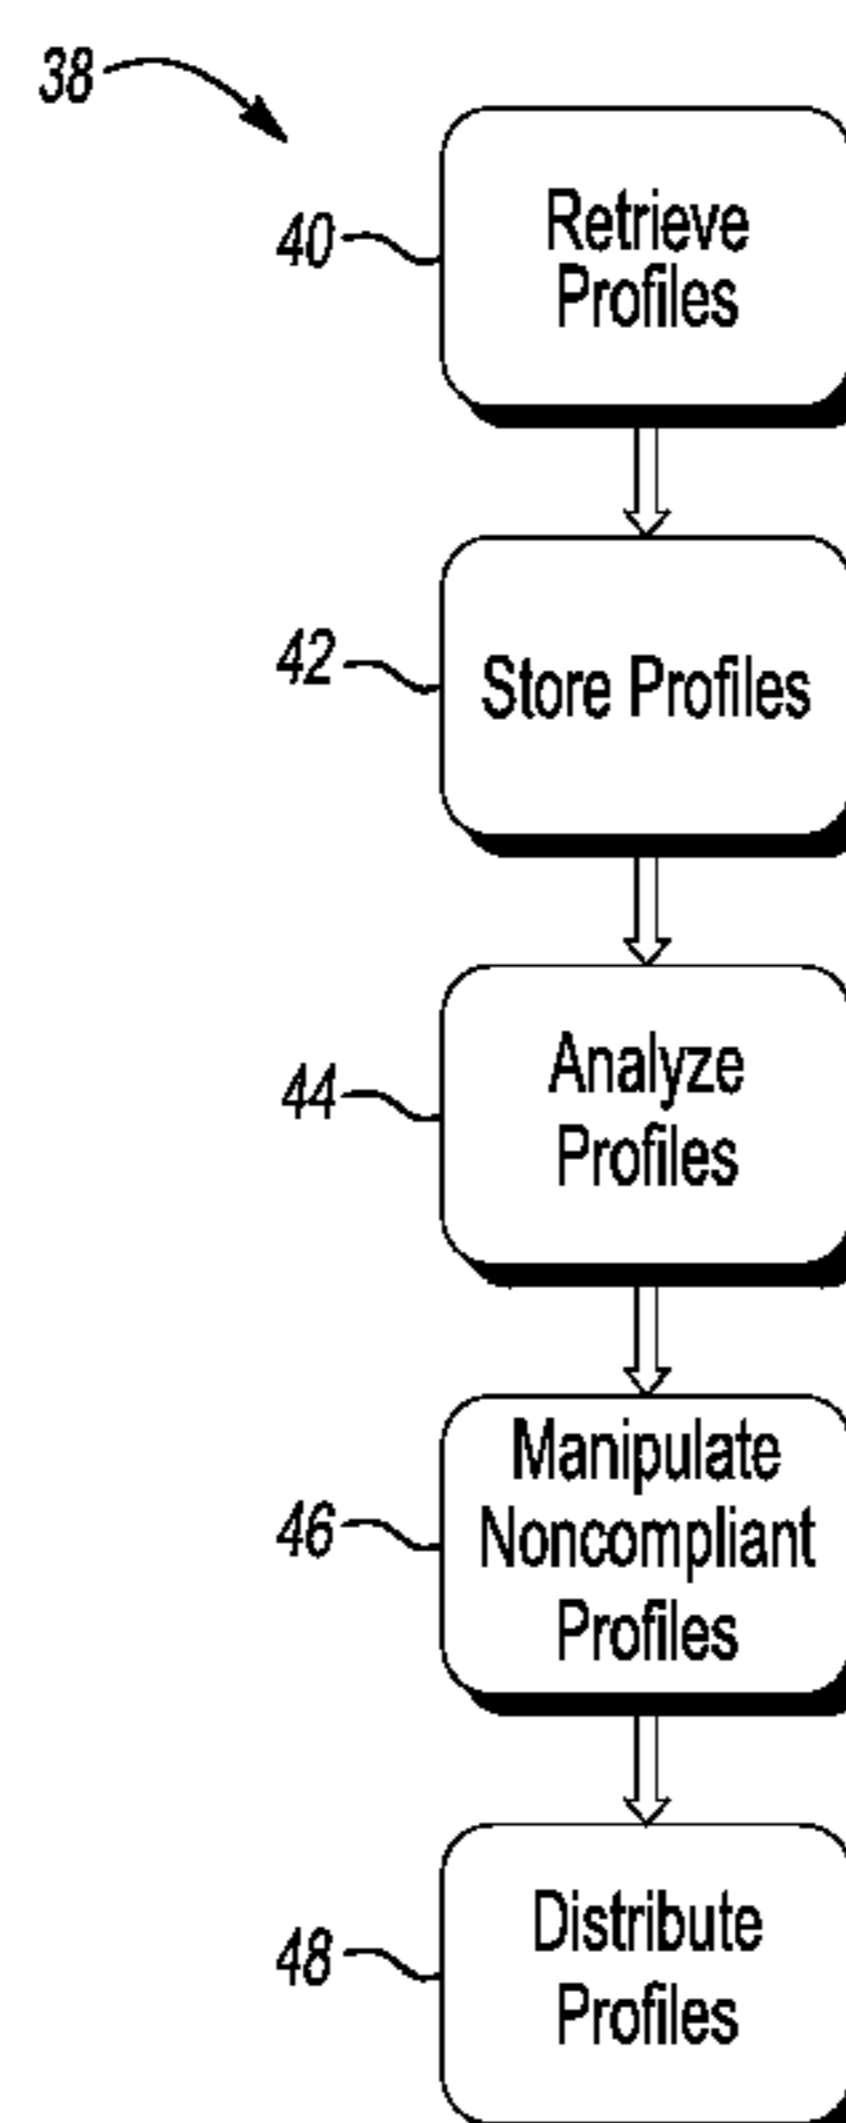 38
40
Retrieve
Profiles
42
Store Profiles
44
Analyze
Profiles
46
Manipulate
Noncompliant
Profiles
48
Distribute
Profiles